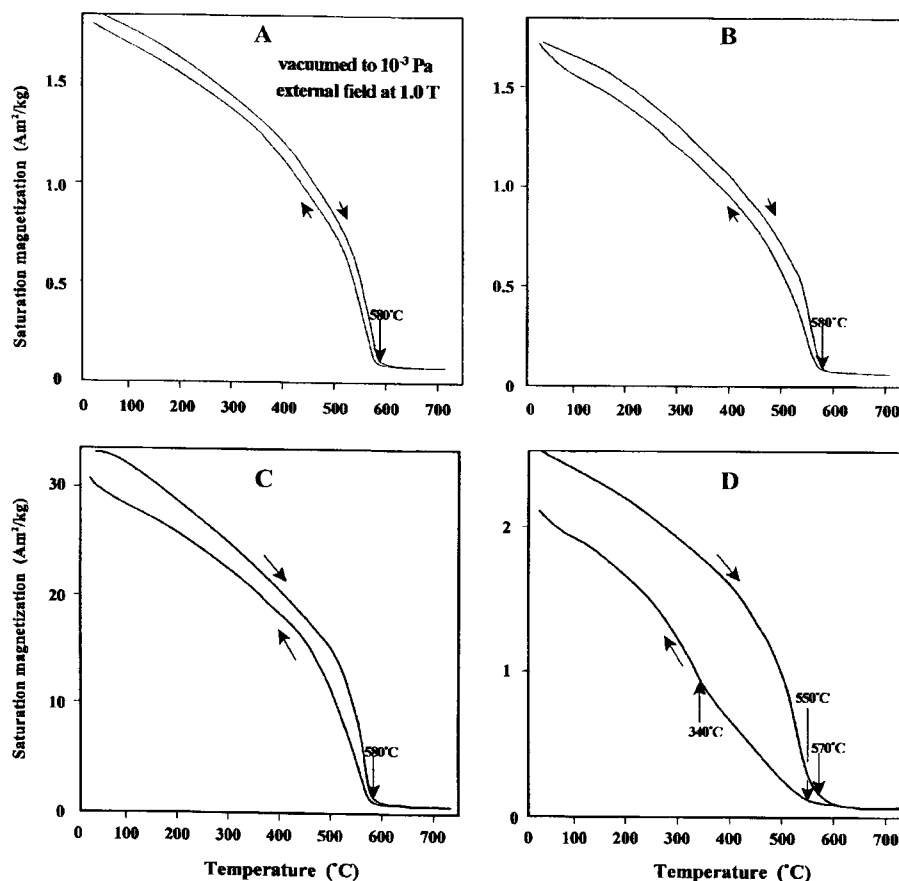 A
vacuumed to 10⁻³ Pa
external field at 1.0 T
Saturation magnetization (Am²/kg)
1.5
1.0
0.5
0
580°C
0 100 200 300 400 500 600 700
B
1.5
1.0
0.5
0
580°C
0 100 200 300 400 500 600 700
C
Saturation magnetization (Am²/kg)
30
20
10
0
580°C
0 100 200 300 400 500 600 700
Temperature (°C)
D
2
1
0
550°C
340°C
570°C
0 100 200 300 400 500 600 700
Temperature (°C)